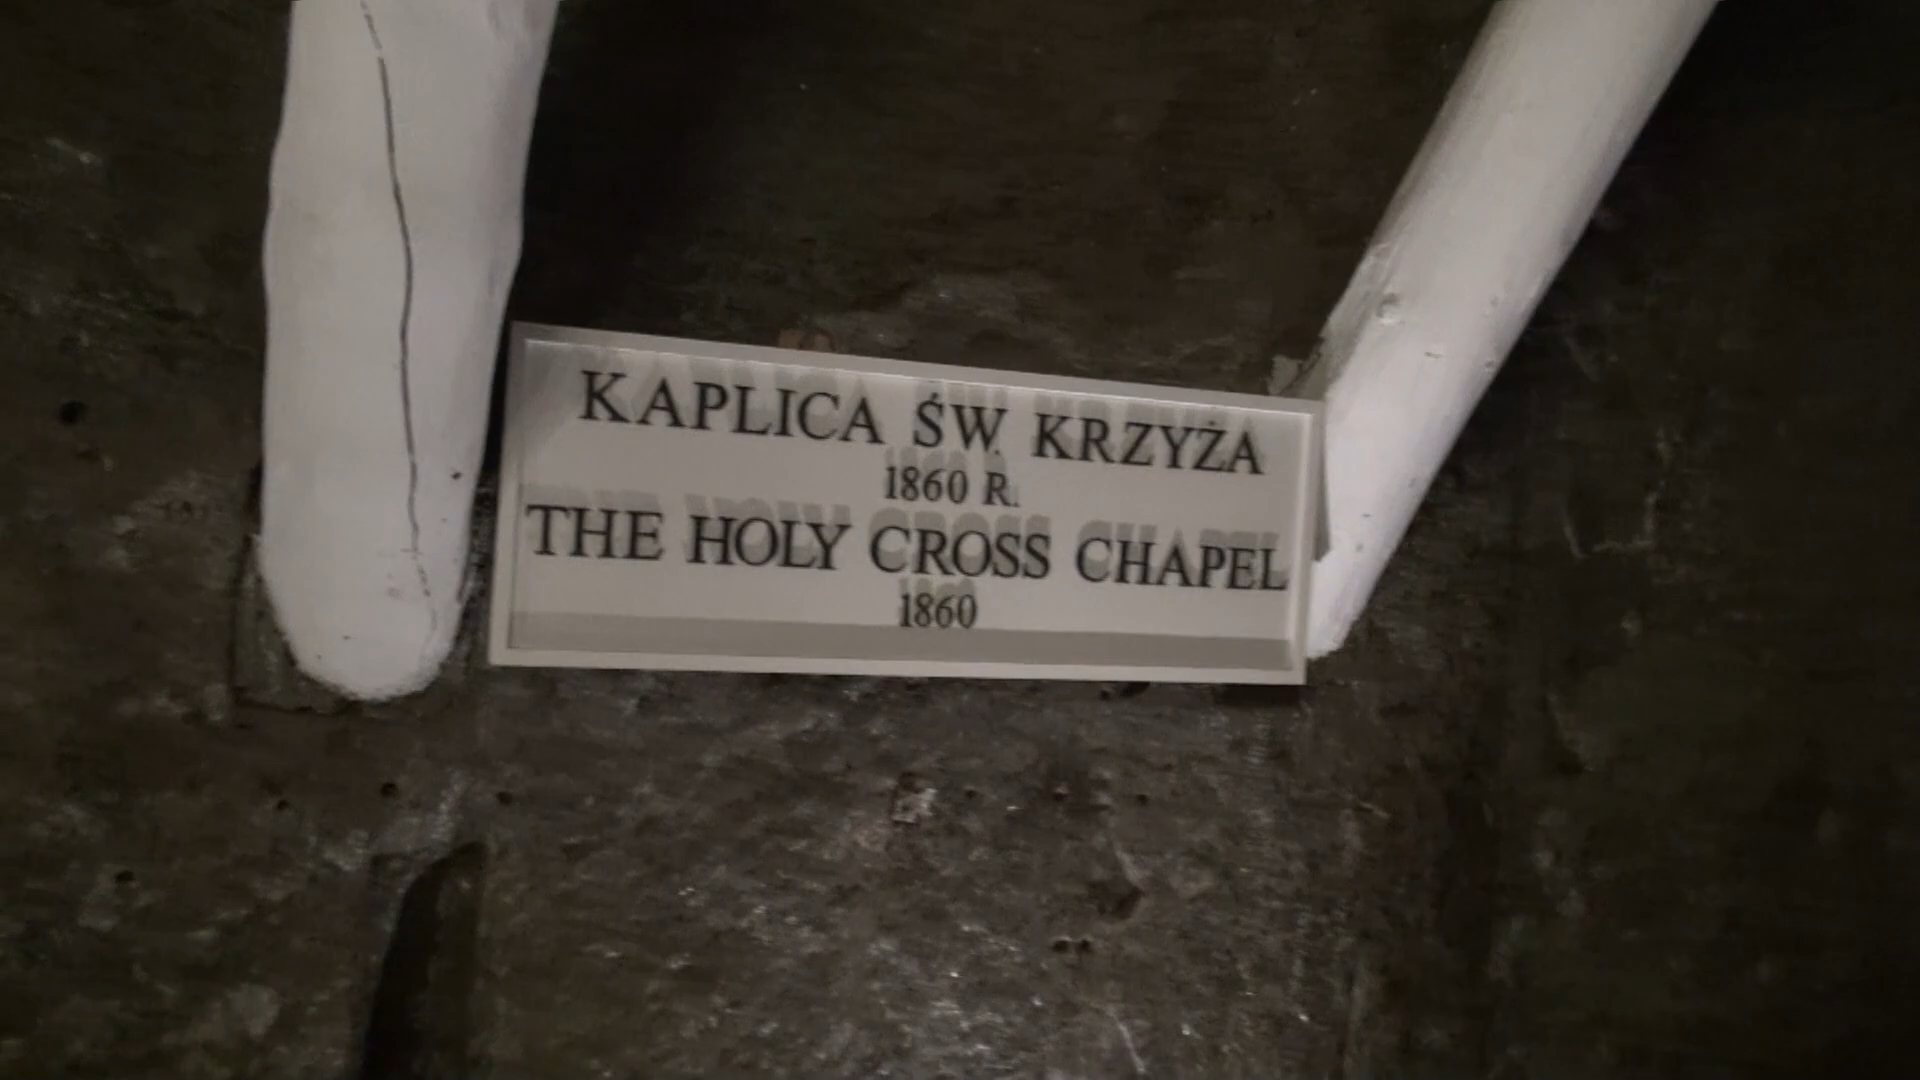 KAPLICA ŚW. KRZYŻA
1860 R.
THE HOLY CROSS CHAPEL
1860